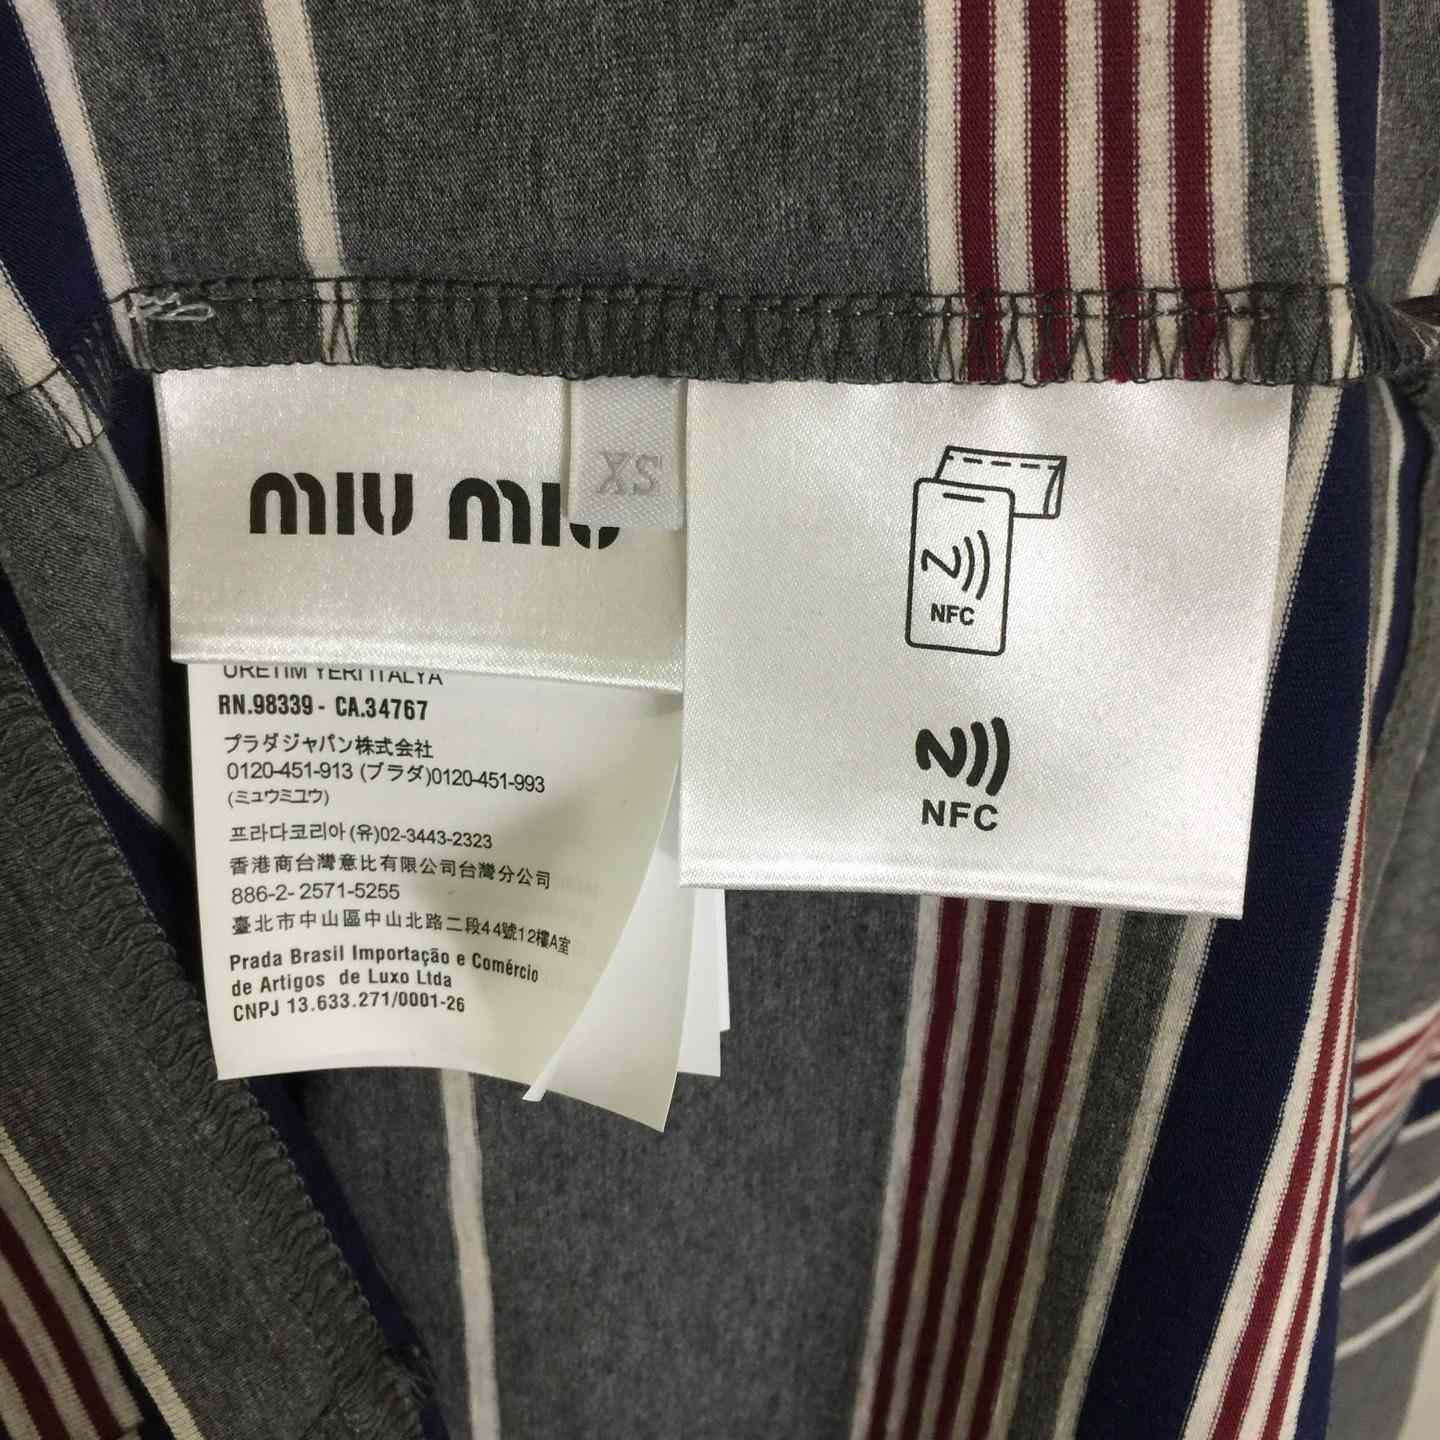 MIU MIU
XS
ÜRETİM YERİ İTALYA
RN.98339 - CA.34767
プラダジャパン株式会社
0120-451-913 (プラダ)0120-451-993
(ミュウミュウ)
프라다코리아(유)02-3443-2323
香港商台灣意比有限公司台灣分公司
886-2- 2571-5255
臺北市中山區中山北路二段44號12樓A室
Prada Brasil Importação e Comércio
de Artigos de Luxo Ltda
CNPJ 13.633.271/0001-26
NFC
NFC